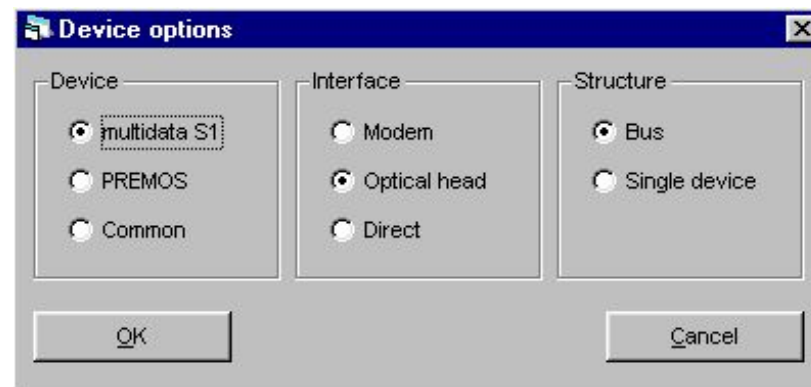 Device options
Device
multidata S1
PREMOS
Common
Interface
Modem
Optical head
Direct
Structure
Bus
Single device
OK
Cancel